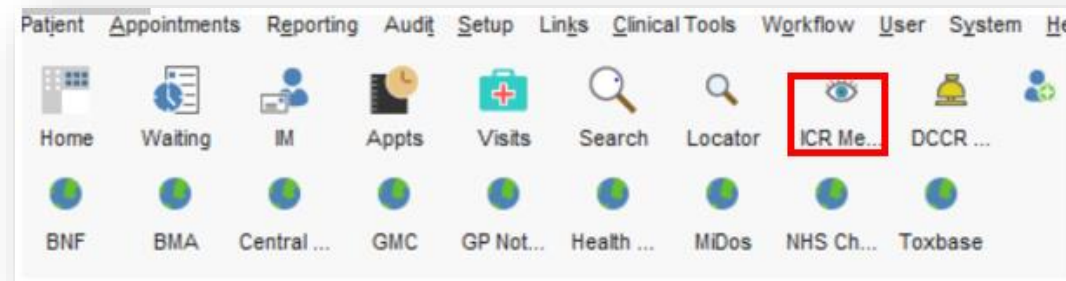 Patient Appointments Reporting Audit Setup Links Clinical Tools Workflow User System He
Home Waiting IM Appts Visits Search Locator ICR Me... DCCR ...
BNF BMA Central ... GMC GP Not... Health ... MiDos NHS Ch... Toxbase